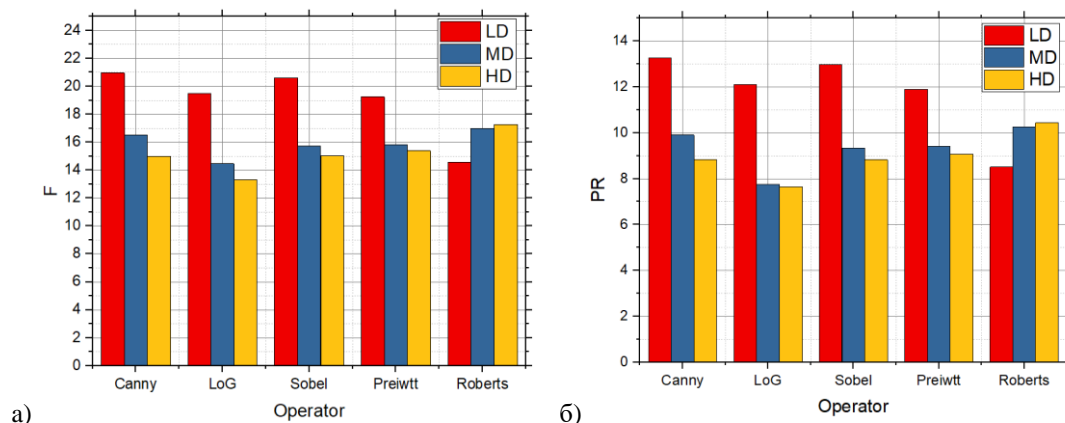 24
22
20
18
16
14
12
10
8
6
4
2
0
F
LD
MD
HD
Canny LoG Sobel Preiwtt Roberts
Operator
а)
14
12
10
8
6
4
2
0
PR
LD
MD
HD
Canny LoG Sobel Preiwtt Roberts
Operator
б)